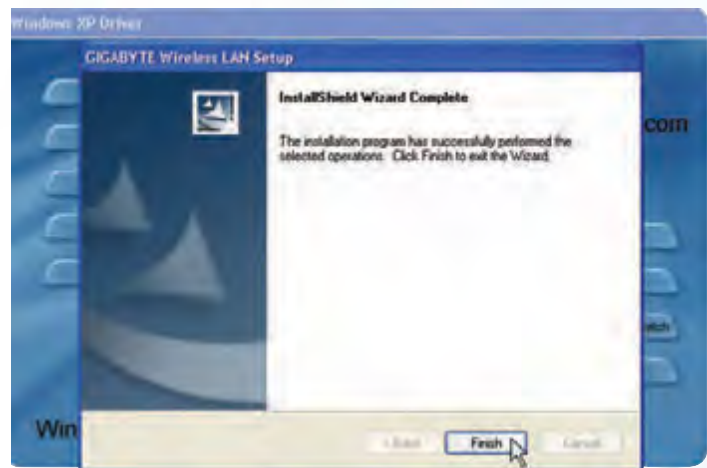 Windows XP Driver
GIGABYTE Wireless LAN Setup
InstallShield Wizard Complete
The installation program has successfully performed the
selected operations. Click Finish to exit the Wizard.
com
Win
< Back Finish Cancel